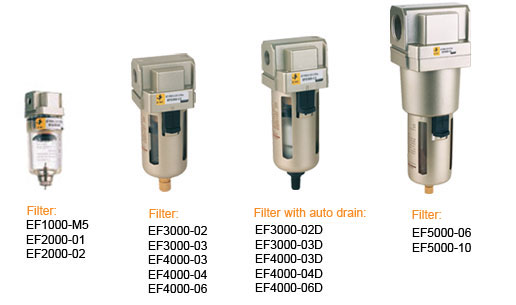 Filter:
EF1000-M5
EF2000-01
EF2000-02
Filter:
EF3000-02
EF3000-03
EF4000-03
EF4000-04
EF4000-06
Filter with auto drain:
EF3000-02D
EF3000-03D
EF4000-03D
EF4000-04D
EF4000-06D
Filter:
EF5000-06
EF5000-10